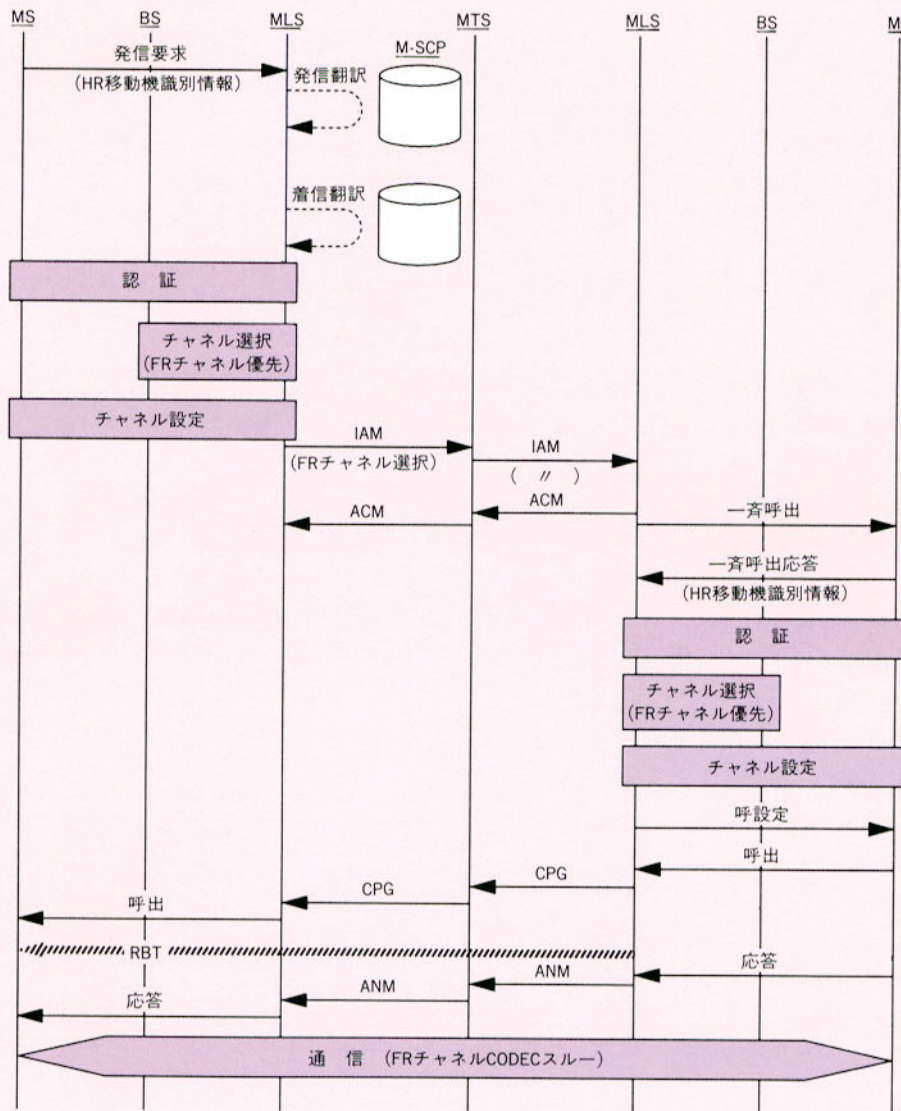 MS BS MLS MTS MLS BS M
M-SCP
発信要求
(HR移動機識別情報)
発信翻訳
着信翻訳
認 証
チャネル選択
(FRチャネル優先)
チャネル設定
IAM
(FRチャネル選択)
IAM
( 〃 )
ACM
ACM
一斉呼出
一斉呼出応答
(HR移動機識別情報)
認 証
チャネル選択
(FRチャネル優先)
チャネル設定
呼設定
呼出
CPG
CPG
呼出
RBT
応答
ANM
ANM
応答
通 信 (FRチャネルCODECスルー)